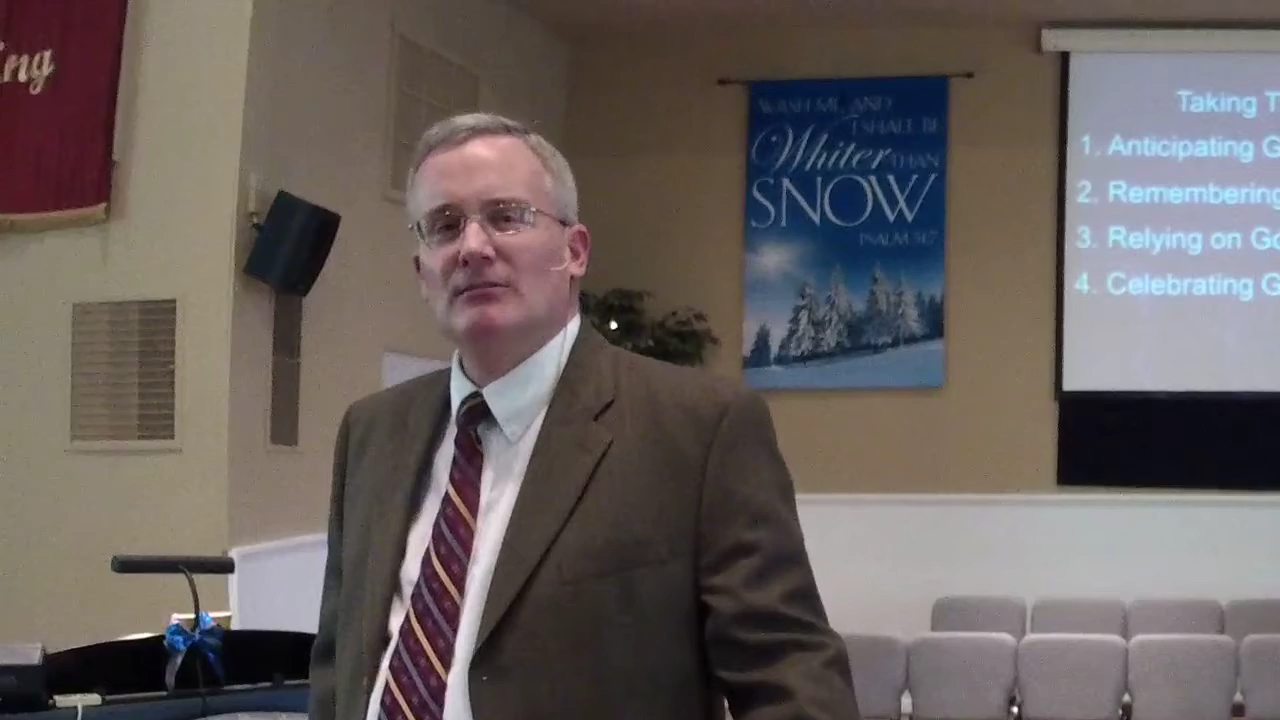 ing
WASH ME, AND
I SHALL BE
Whiter THAN
SNOW
PSALM 51:7
Taking T
1. Anticipating G
2. Remembering
3. Relying on Go
4. Celebrating G